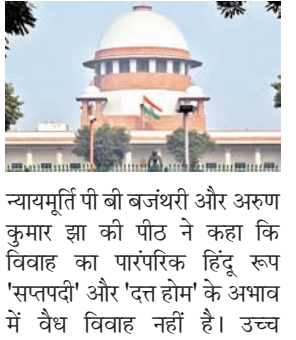 न्यायमूर्ति पी बी बजंथरी और अरुण
कुमार झा की पीठ ने कहा कि
विवाह का पारंपरिक हिंदू रूप
'सप्तपदी' और 'दत्त होम' के अभाव
में वैध विवाह नहीं है। उच्च